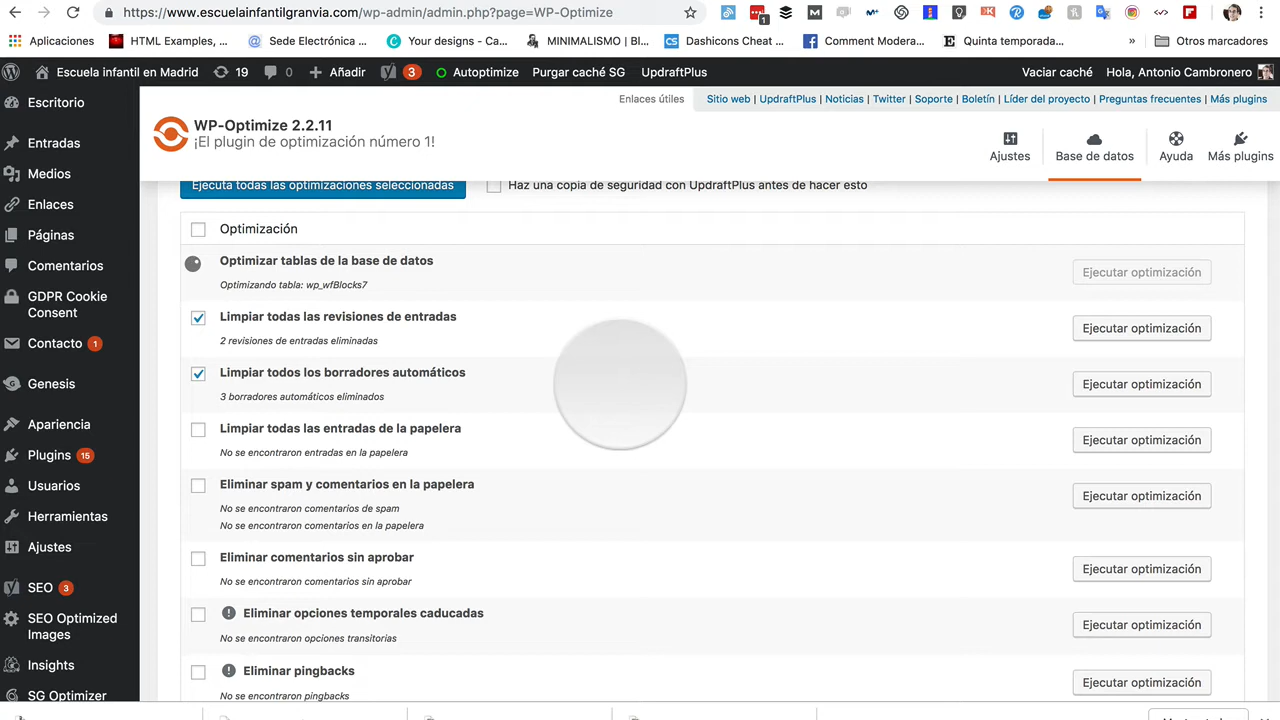 https://www.escuelainfantilgranvia.com/wp-admin/admin.php?page=WP-Optimize
1
Aplicaciones
HTML Examples, ...
Sede Electrónica ...
Your designs - Ca...
MINIMALISMO | Bl...
Dashicons Cheat ...
Comment Modera...
Quinta temporada...
»
Otros marcadores
Escuela infantil en Madrid
19
0
Añadir
3
Autoptimize
Purgar caché SG
UpdraftPlus
Vaciar caché
Hola, Antonio Cambronero
Escritorio
Entradas
Medios
Enlaces
Páginas
Comentarios
GDPR Cookie
Consent
Contacto 1
Genesis
Apariencia
Plugins 15
Usuarios
Herramientas
Ajustes
SEO 3
SEO Optimized
Images
Insights
SG Optimizer
Enlaces útiles
Sitio web | UpdraftPlus | Noticias | Twitter | Soporte | Boletín | Líder del proyecto | Preguntas frecuentes | Más plugins
WP-Optimize 2.2.11
¡El plugin de optimización número 1!
Ajustes
Base de datos
Ayuda
Más plugins
Ejecuta todas las optimizaciones seleccionadas
Haz una copia de seguridad con UpdraftPlus antes de hacer esto
Optimización
Optimizar tablas de la base de datos
Optimizando tabla: wp_wfBlocks7
Ejecutar optimización
Limpiar todas las revisiones de entradas
2 revisiones de entradas eliminadas
Ejecutar optimización
Limpiar todos los borradores automáticos
3 borradores automáticos eliminados
Ejecutar optimización
Limpiar todas las entradas de la papelera
No se encontraron entradas en la papelera
Ejecutar optimización
Eliminar spam y comentarios en la papelera
No se encontraron comentarios de spam
No se encontraron comentarios en la papelera
Ejecutar optimización
Eliminar comentarios sin aprobar
No se encontraron comentarios sin aprobar
Ejecutar optimización
Eliminar opciones temporales caducadas
No se encontraron opciones transitorias
Ejecutar optimización
Eliminar pingbacks
No se encontraron pingbacks
Ejecutar optimización